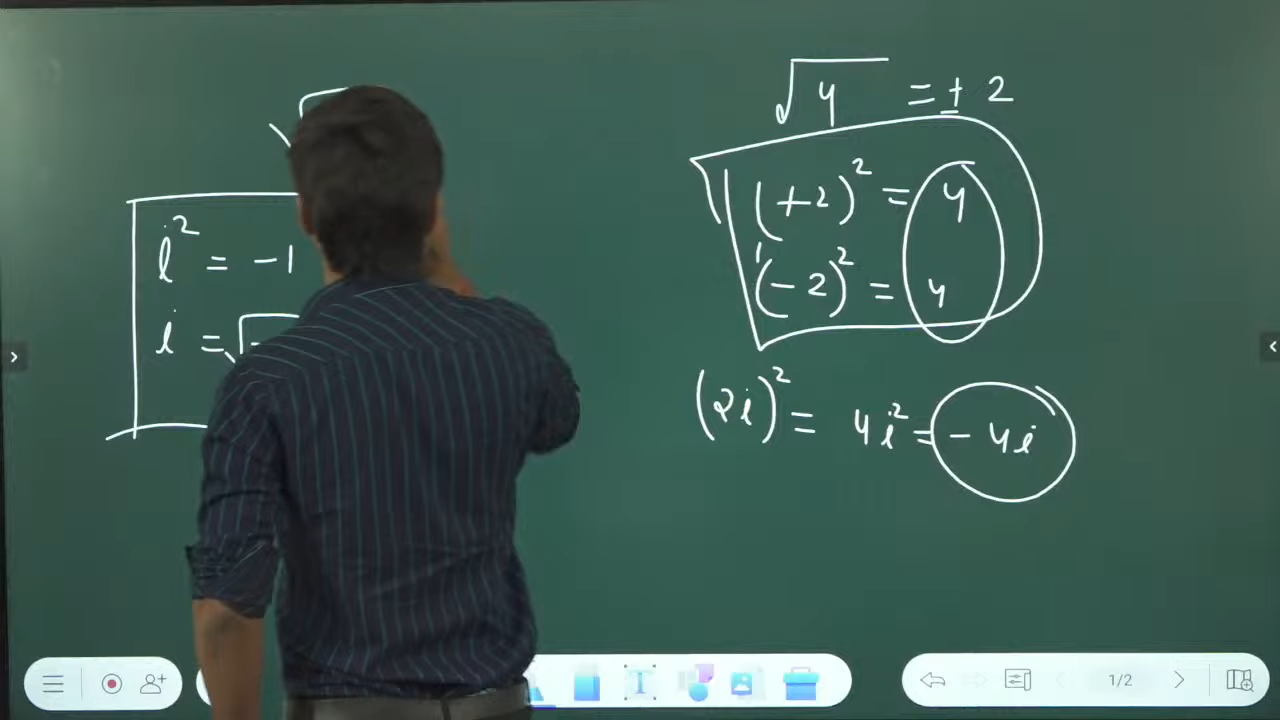 i² = -1
i = √-
√4 = ± 2
(+2)² = 4
(-2)² = 4
(2i)² = 4i² = - 4i
T
1/2